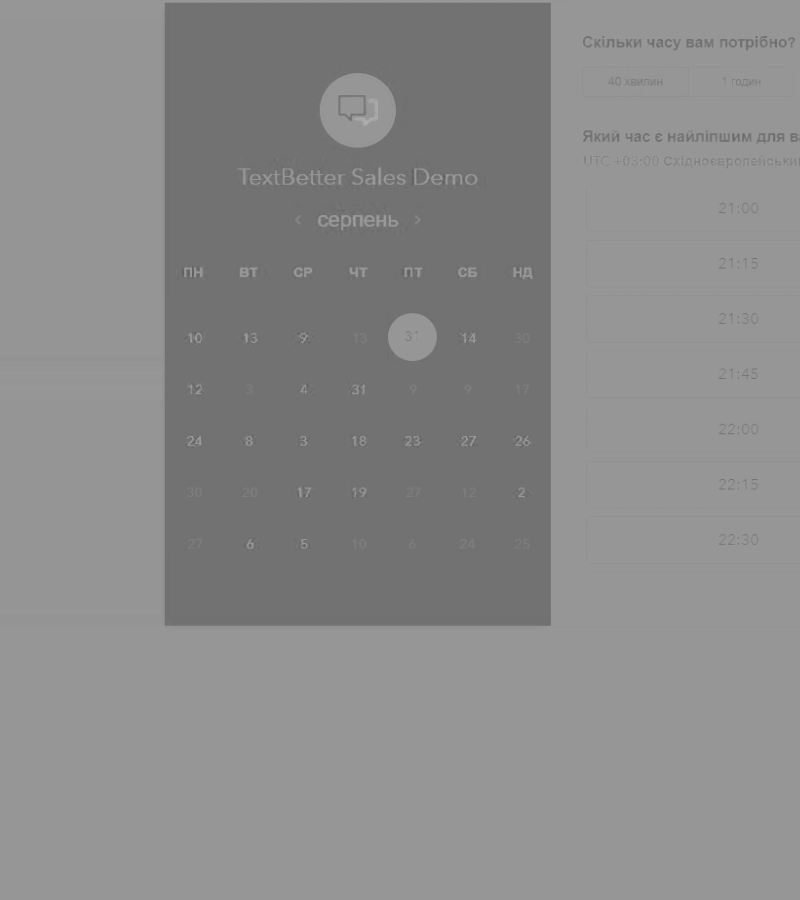 TextBetter Sales Demo
‹ серпень ›
ПН ВТ СР ЧТ ПТ СБ НД
10 13 9 13 31 14 30
12 3 4 31 9 9 17
24 8 3 18 23 27 26
30 20 17 19 27 12 2
27 6 5 10 6 24 25
Скільки часу вам потрібно?
40 хвилин 1 годин
Який час є найліпшим для
UTC +03:00
21:00
21:15
21:30
21:45
22:00
22:15
22:30